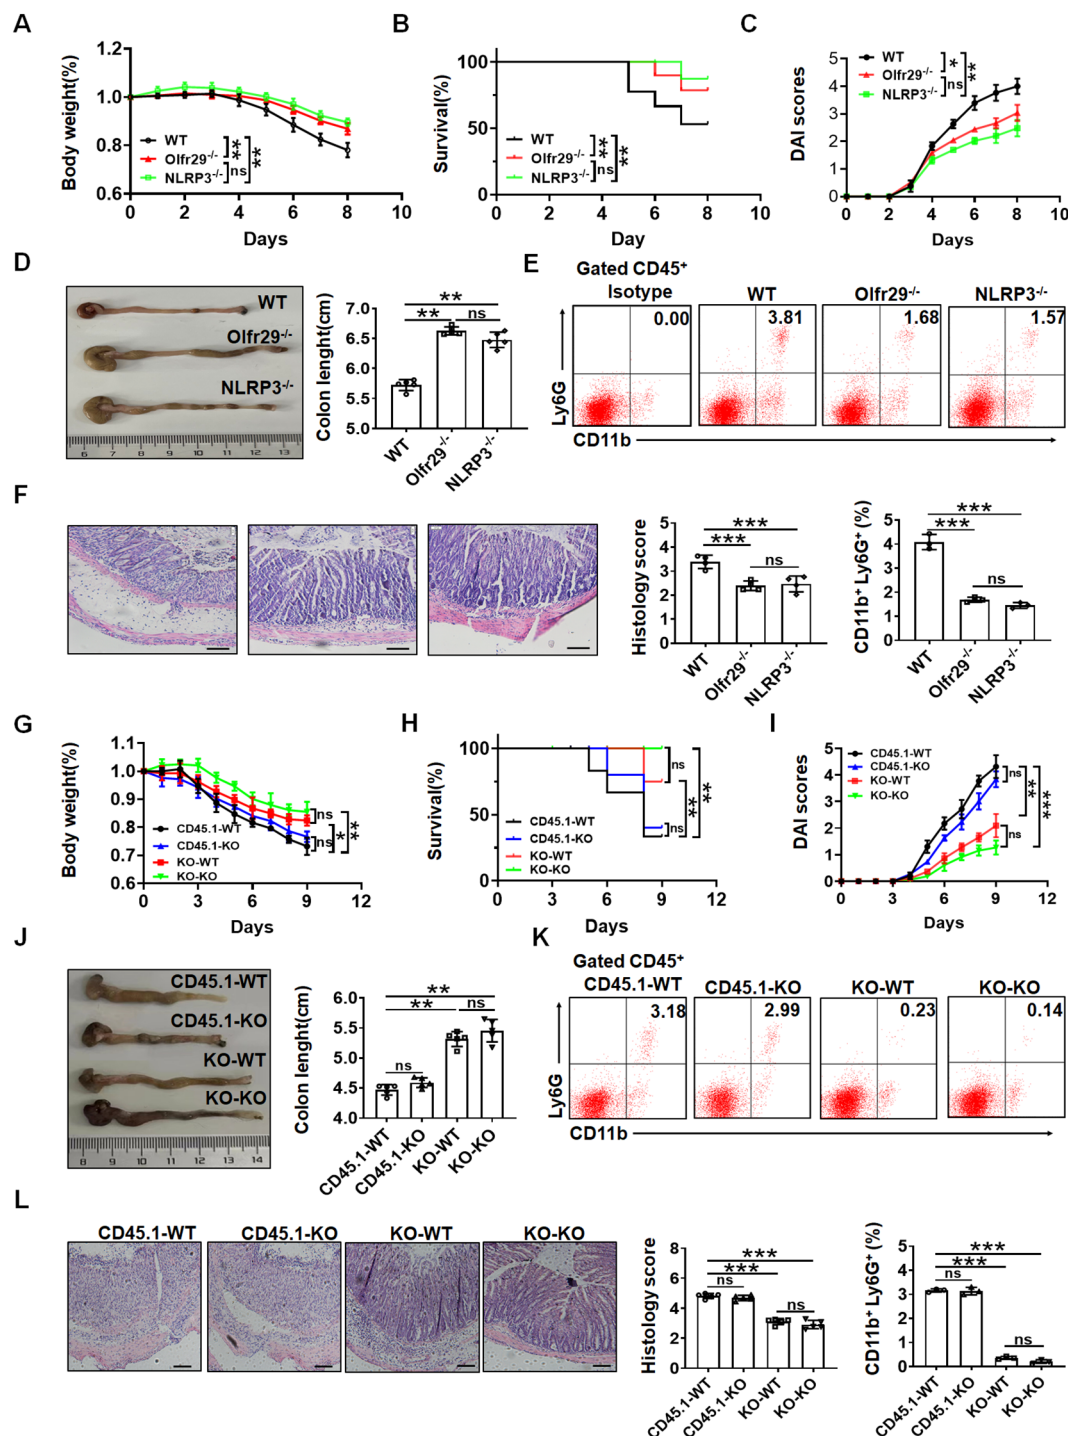 A
1.2
1.0
0.8
0.6
Body weight(%)
WT
Olfr29-/-
NLRP3-/-
**
ns
**
0 2 4 6 8 10
Days
B
100
50
0
Survival(%)
WT
Olfr29-/-
NLRP3-/-
**
ns
**
0 2 4 6 8 10
Day
C
5
4
3
2
1
0
DAI scores
WT
Olfr29-/-
NLRP3-/-
*
ns
**
0 2 4 6 8 10
Days
D
WT
Olfr29-/-
NLRP3-/-
6 7 8 9 10 11 12 13
7.0
6.5
6.0
5.5
5.0
Colon lenght(cm)
**
** ns
WT Olfr29-/- NLRP3-/-
E
Gated CD45+
Isotype WT Olfr29-/- NLRP3-/-
0.00 3.81 1.68 1.57
Ly6G
CD11b
F
5
4
3
2
1
0
Histology score
***
***
ns
WT Olfr29-/- NLRP3-/-
5
4
3
2
1
0
CD11b+ Ly6G+ (%)
***
***
ns
WT Olfr29-/- NLRP3-/-
G
1.1
1.0
0.9
0.8
0.7
0.6
Body weight(%)
CD45.1-WT
CD45.1-KO
KO-WT
KO-KO
ns
ns
*
**
0 3 6 9 12
Days
H
100
50
0
Survival(%)
CD45.1-WT
CD45.1-KO
KO-WT
KO-KO
ns
ns
**
**
0 3 6 9 12
Days
I
5
4
3
2
1
0
DAI scores
CD45.1-WT
CD45.1-KO
KO-WT
KO-KO
ns
ns
**
***
0 3 6 9 12
Days
J
CD45.1-WT
CD45.1-KO
KO-WT
KO-KO
8 9 10 11 12 13 14
6.0
5.5
5.0
4.5
4.0
Colon lenght(cm)
**
** ns
ns
CD45.1-WT CD45.1-KO KO-WT KO-KO
K
Gated CD45+
CD45.1-WT CD45.1-KO KO-WT KO-KO
3.18 2.99 0.23 0.14
Ly6G
CD11b
L
CD45.1-WT CD45.1-KO KO-WT KO-KO
8
6
4
2
0
Histology score
***
***
ns
ns
CD45.1-WT CD45.1-KO KO-WT KO-KO
5
4
3
2
1
0
CD11b+ Ly6G+ (%)
***
***
ns
ns
CD45.1-WT CD45.1-KO KO-WT KO-KO